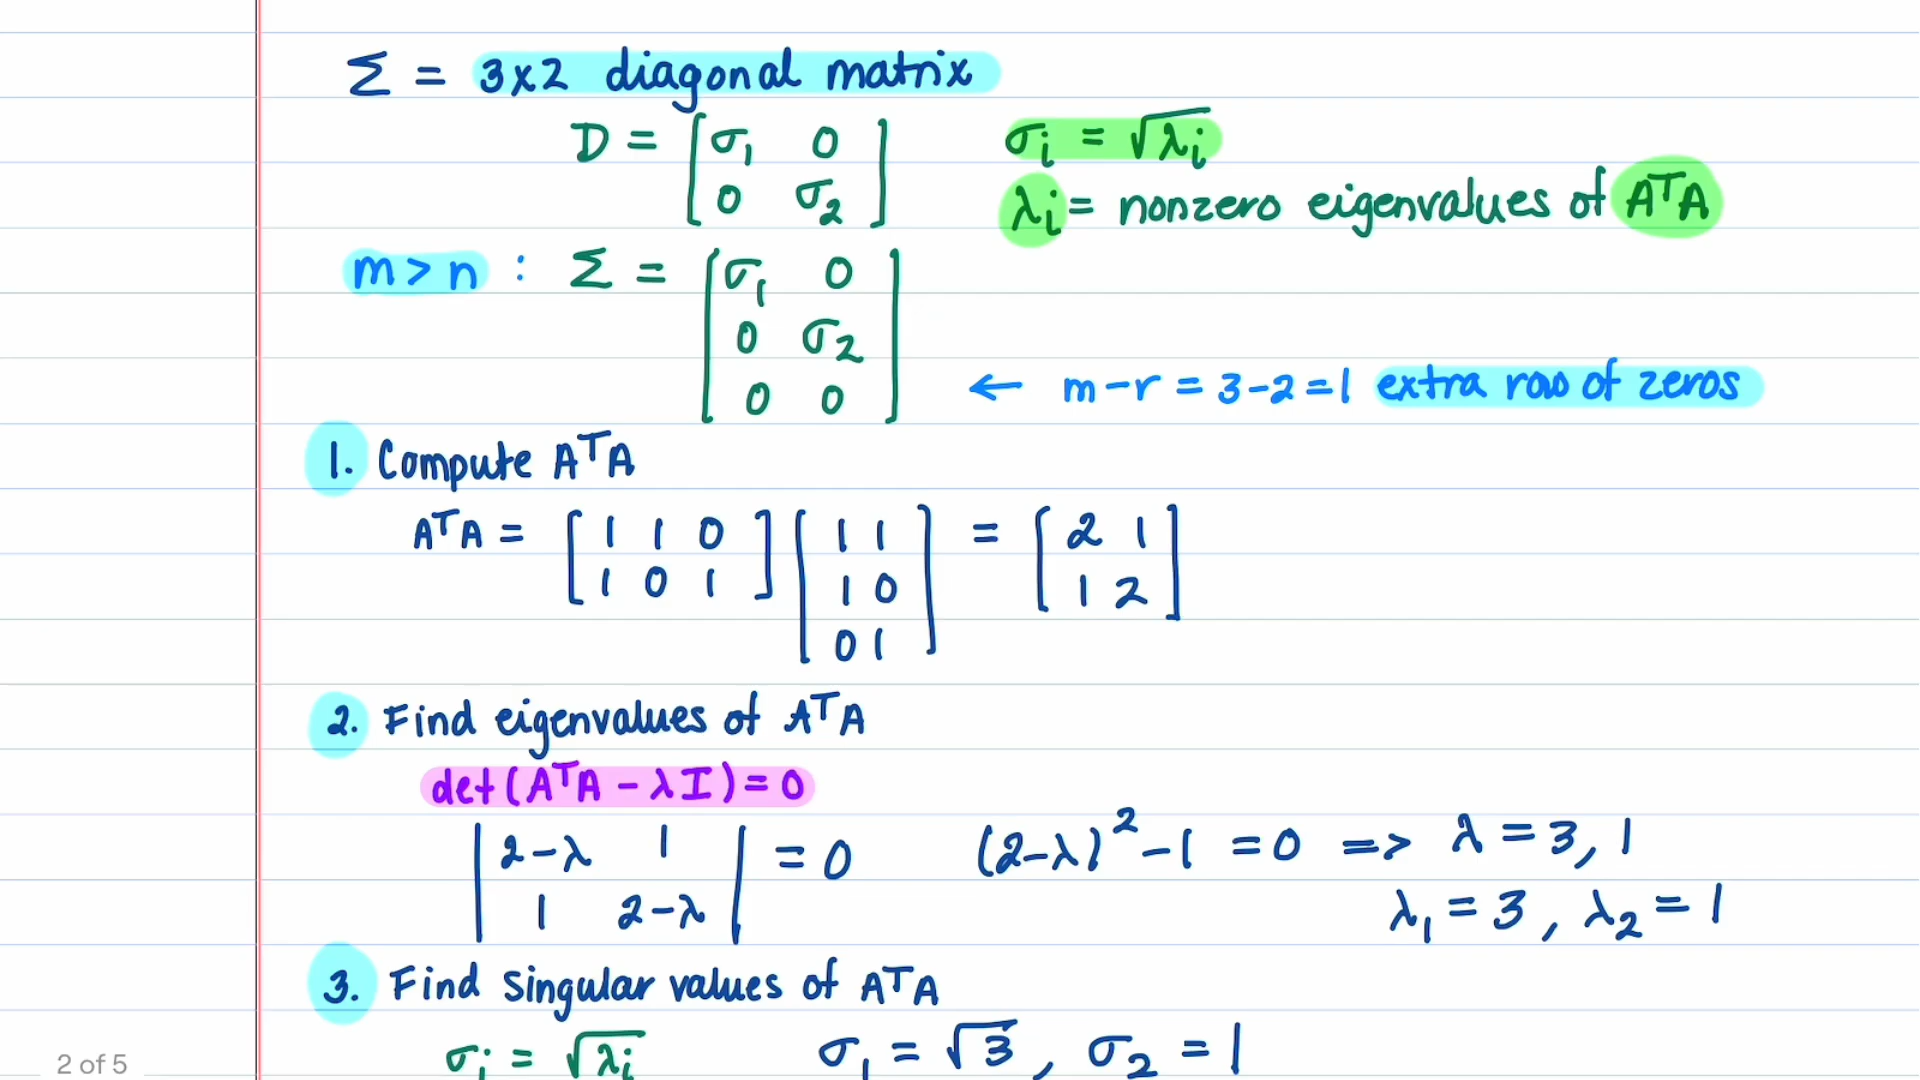 Σ = 3x2 diagonal matrix
D = [σ₁ 0
0 σ₂]
σᵢ = √λᵢ
λᵢ = nonzero eigenvalues of AᵀA
m > n : Σ = [σ₁ 0
0 σ₂
0 0]
← m - r = 3 - 2 = 1 extra row of zeros
1. Compute AᵀA
AᵀA = [1 1 0
1 0 1] [1 1
1 0
0 1] = [2 1
1 2]
2. Find eigenvalues of AᵀA
det(AᵀA - λI) = 0
|2-λ 1
1 2-λ| = 0
(2-λ)² - 1 = 0 => λ = 3, 1
λ₁ = 3, λ₂ = 1
3. Find singular values of AᵀA
σᵢ = √λᵢ σ₁ = √3, σ₂ = 1
2 of 5